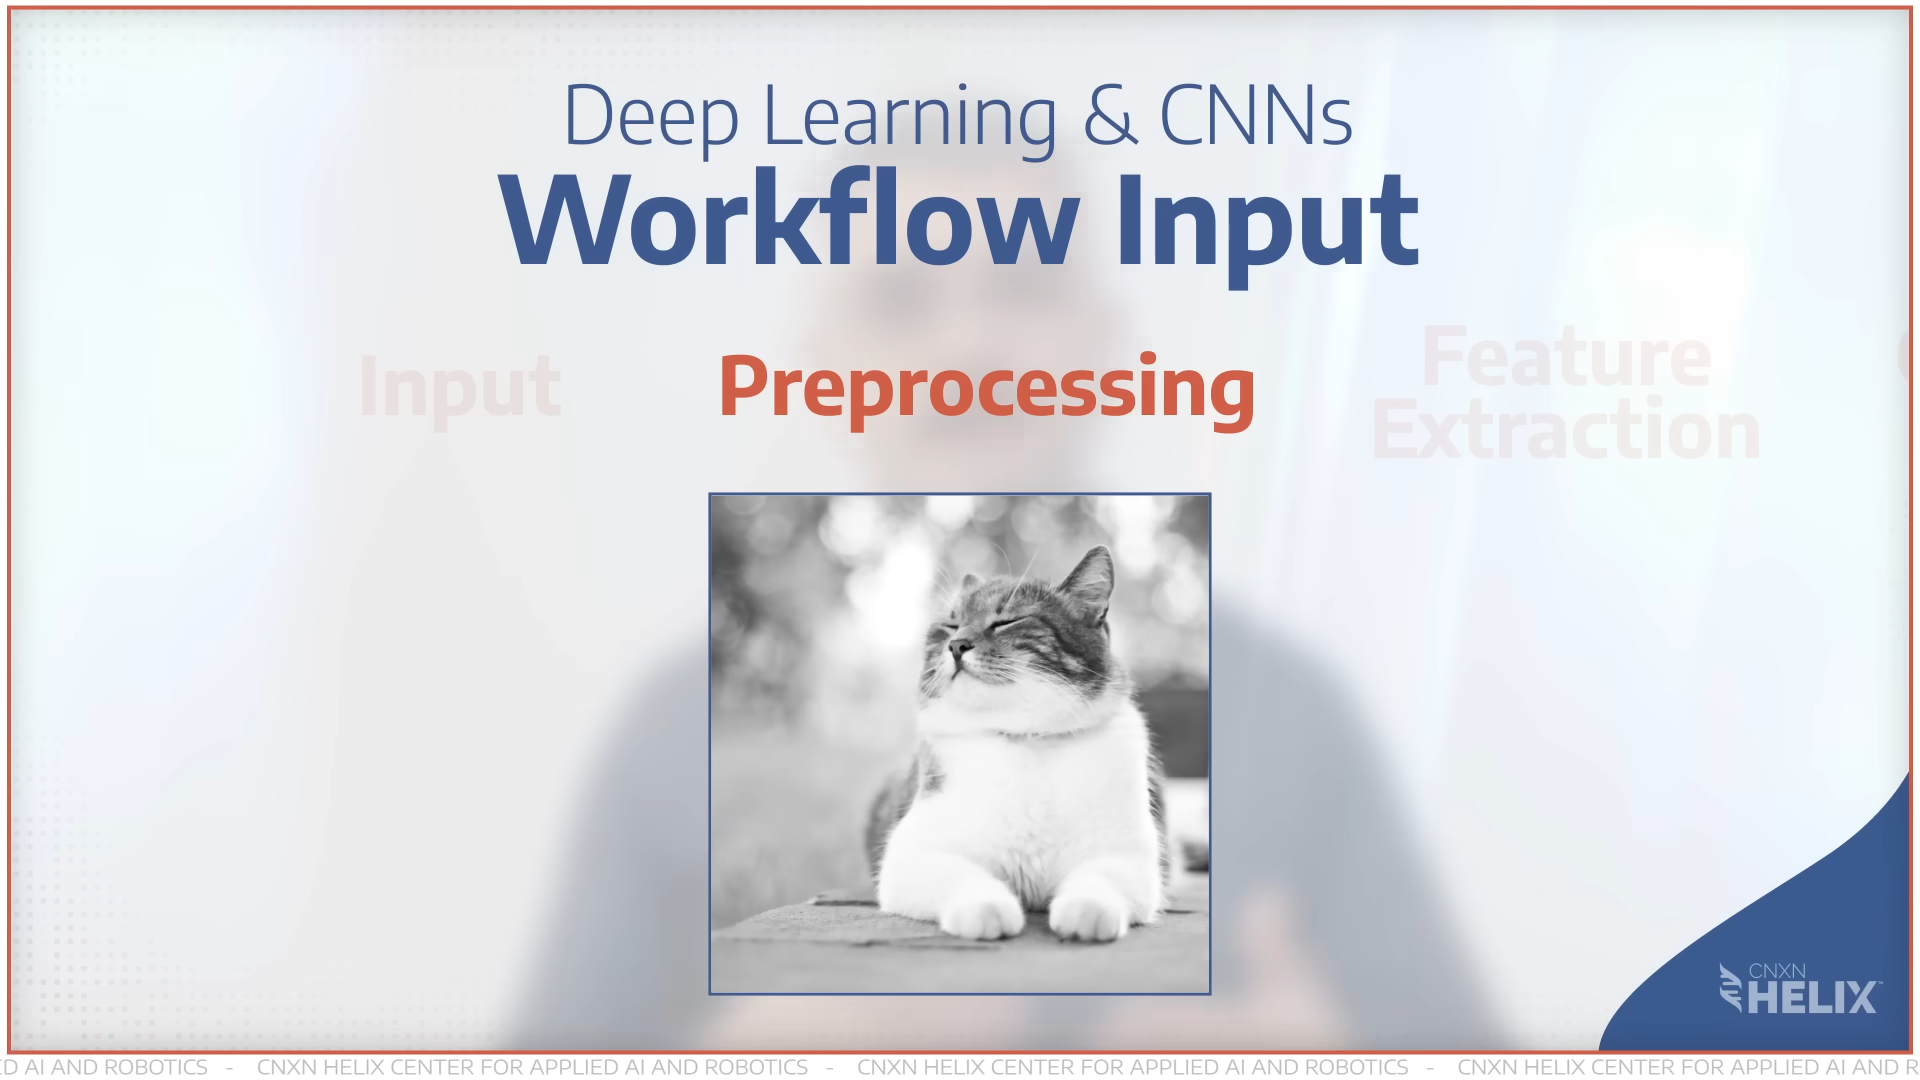 Deep Learning & CNNs
Workflow Input
Input
Preprocessing
Feature
Extraction
CNXN
HELIX
AI AND ROBOTICS - CNXN HELIX CENTER FOR APPLIED AI AND ROBOTICS - CNXN HELIX CENTER FOR APPLIED AI AND ROBOTICS - CNXN HELIX CENTER FOR APPLIED AI AND